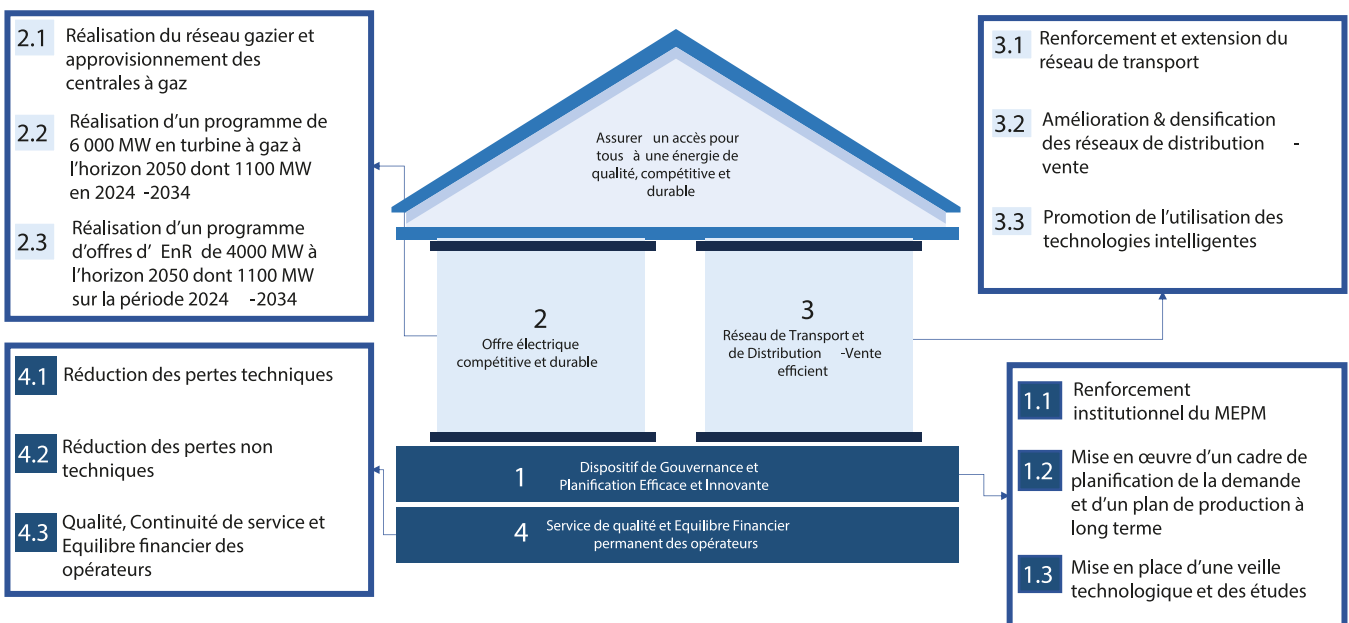 2.1 Réalisation du réseau gazier et
approvisionnement des
centrales à gaz
2.2 Réalisation d’un programme de
6 000 MW en turbine à gaz à
l’horizon 2050 dont 1100 MW
en 2024 -2034
2.3 Réalisation d’un programme
d’offres d’ EnR de 4000 MW à
l’horizon 2050 dont 1100 MW
sur la période 2024 -2034
Assurer un accès pour
tous à une énergie de
qualité, compétitive et
durable
3.1 Renforcement et extension du
réseau de transport
3.2 Amélioration & densification
des réseaux de distribution -
vente
3.3 Promotion de l’utilisation des
technologies intelligentes
2
Offre électrique
compétitive et durable
3
Réseau de Transport et
de Distribution -Vente
efficient
4.1 Réduction des pertes techniques
4.2 Réduction des pertes non
techniques
4.3 Qualité, Continuité de service et
Equilibre financier des
opérateurs
1 Dispositif de Gouvernance et
Planification Efficace et Innovante
4 Service de qualité et Equilibre Financier
permanent des opérateurs
1.1 Renforcement
institutionnel du MEPM
1.2 Mise en œuvre d’un cadre de
planification de la demande
et d’un plan de production à
long terme
1.3 Mise en place d’une veille
technologique et des études